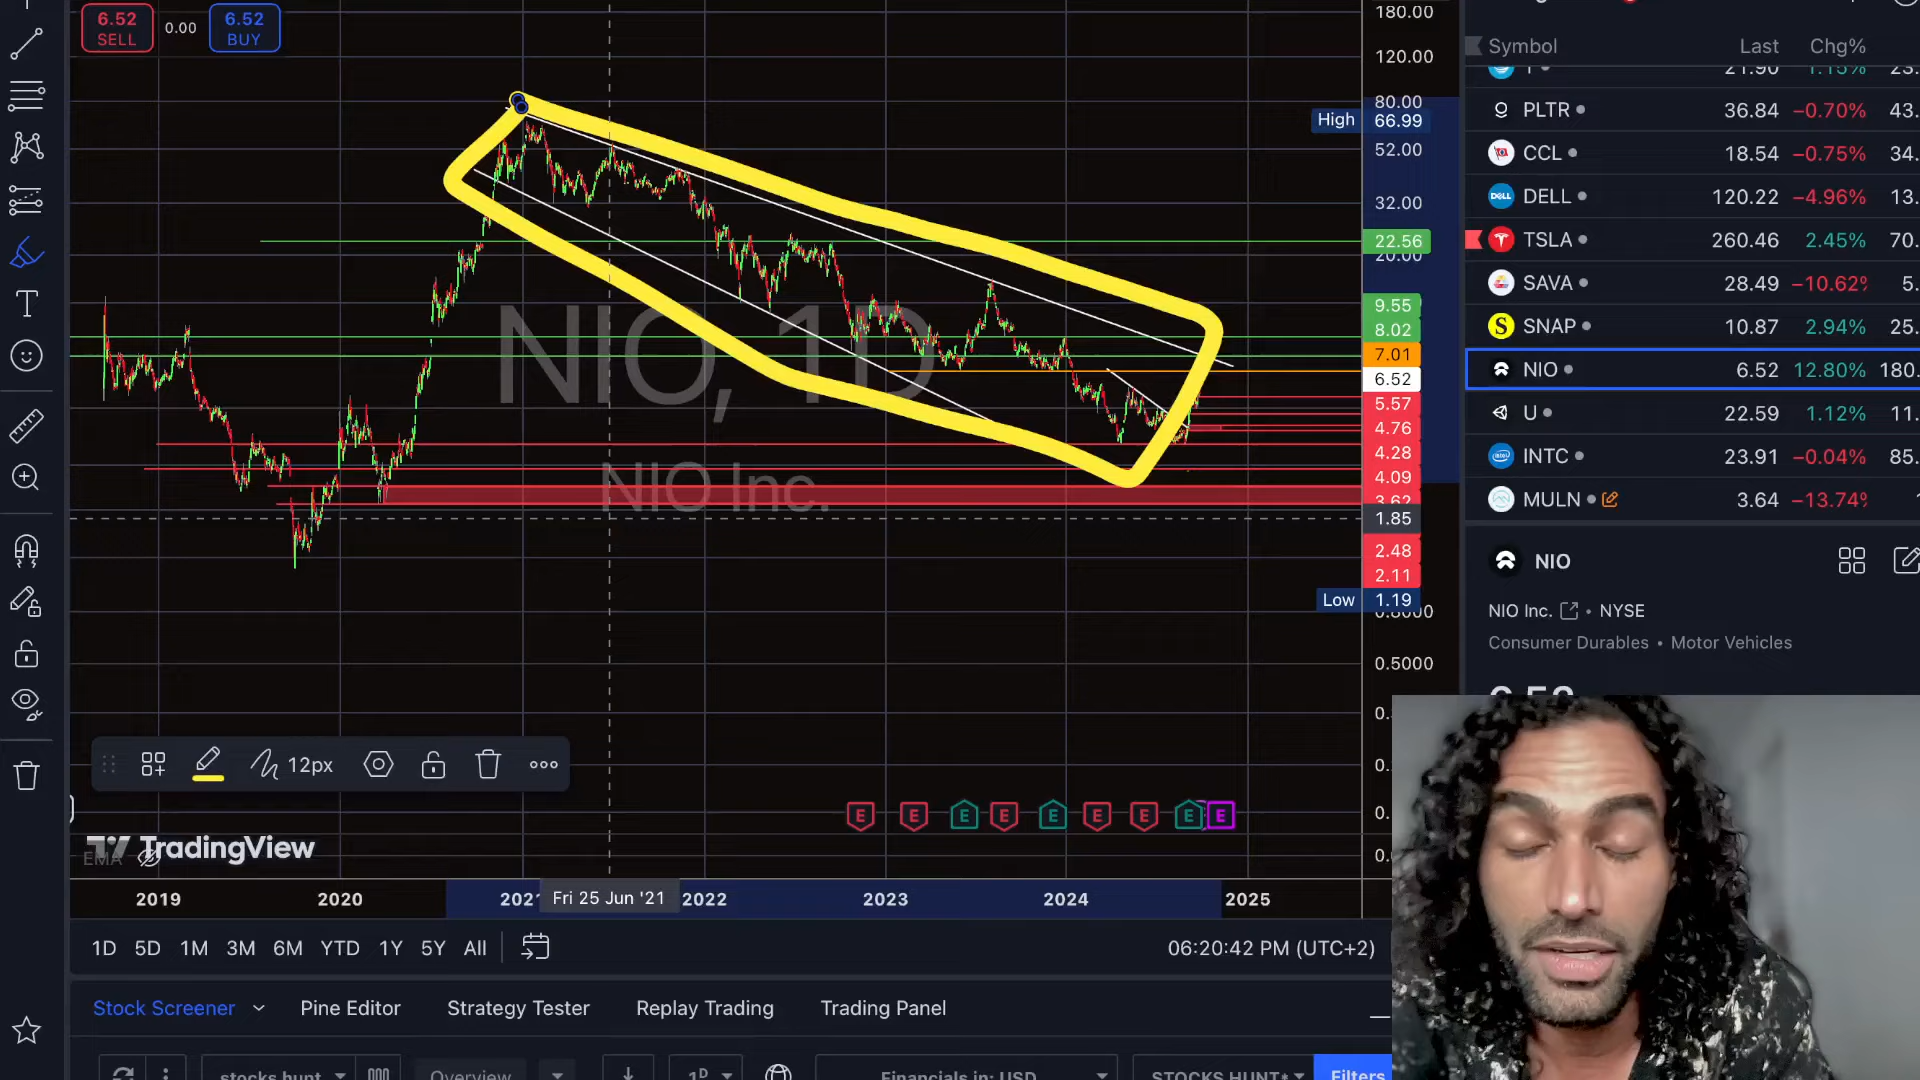 6.52
SELL
0.00
6.52
BUY
180.00
120.00
80.00
High 66.99
52.00
32.00
22.56
20.00
9.55
8.02
7.01
6.52
5.57
4.76
4.28
4.09
3.62
1.85
2.48
2.11
Low 1.19
0.5000
NIO, 1D
NIO Inc.
12px
E E E E E E E E E
TradingView
EMA
2019 2020 2021 Fri 25 Jun '21 2022 2023 2024 2025
1D 5D 1M 3M 6M YTD 1Y 5Y All
06:20:42 PM (UTC+2)
Stock Screener Pine Editor Strategy Tester Replay Trading Trading Panel
stocks hunt Overview 1D Financials in: USD STOCKS HUNT* Filters
Symbol Last Chg%
T 21.90 1.15% 23.
PLTR 36.84 −0.70% 43.
CCL 18.54 −0.75% 34.
DELL 120.22 −4.96% 13.
TSLA 260.46 2.45% 70.
SAVA 28.49 −10.62% 5.
SNAP 10.87 2.94% 25.
NIO 6.52 12.80% 180.
U 22.59 1.12% 11.
INTC 23.91 −0.04% 85.
MULN 3.64 −13.74%
NIO
NIO Inc. • NYSE
Consumer Durables • Motor Vehicles
6.52